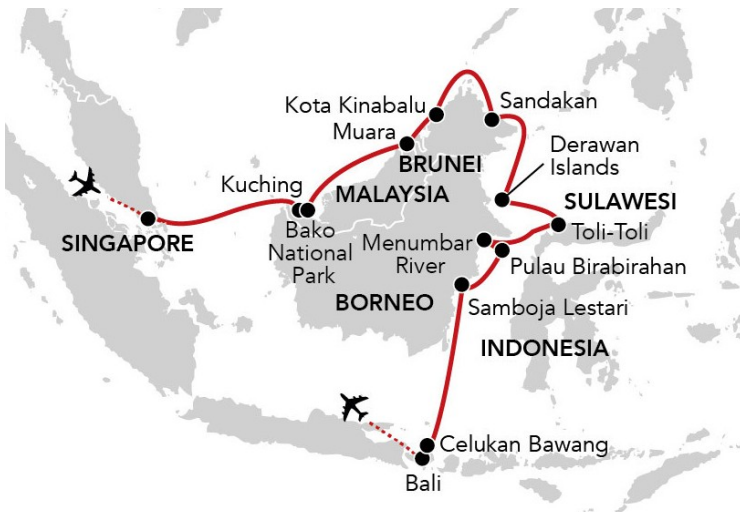 Kota Kinabalu
Sandakan
Muara
Derawan
Islands
BRUNEI
Kuching
MALAYSIA
SULAWESI
Toli-Toli
SINGAPORE
Bako
National
Park
Menumbar
River
Pulau Birabirahan
BORNEO
Samboja Lestari
INDONESIA
Celukan Bawang
Bali